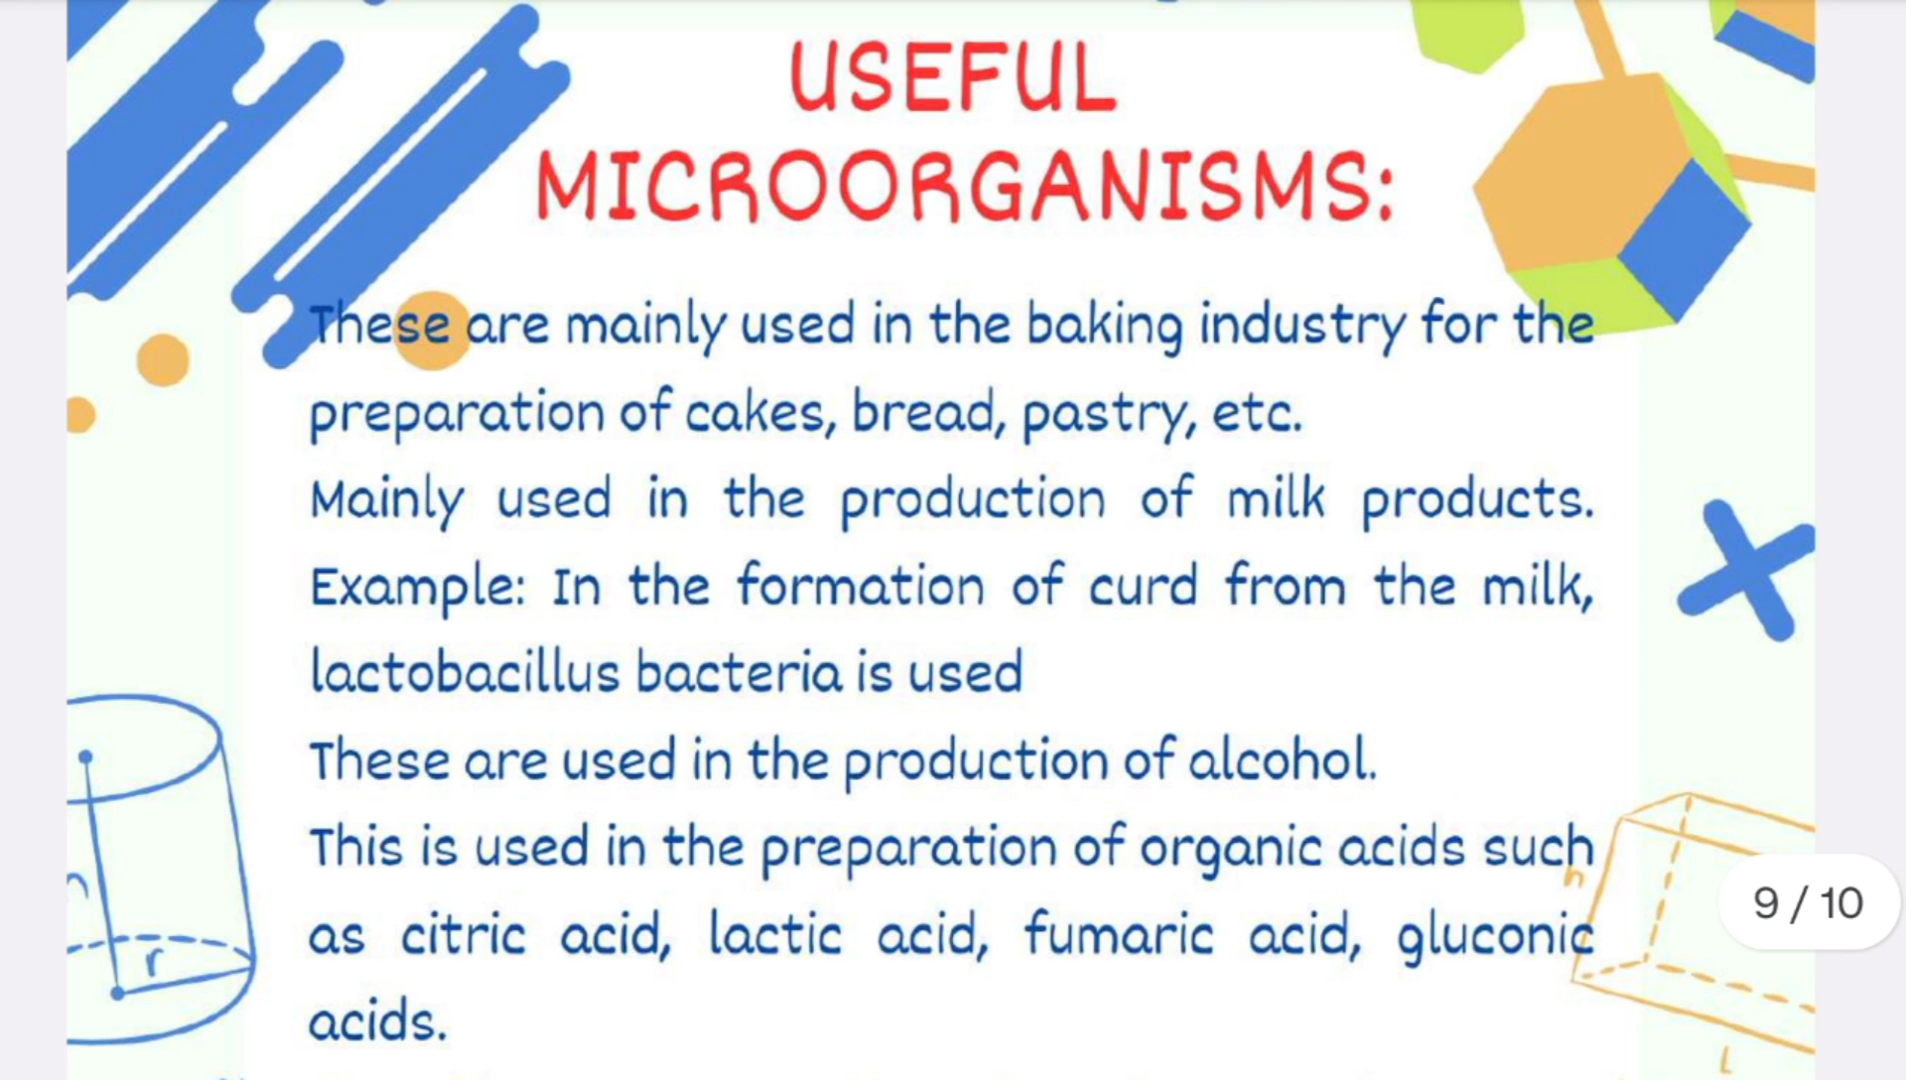 USEFUL
MICROORGANISMS:
These are mainly used in the baking industry for the
preparation of cakes, bread, pastry, etc.
Mainly used in the production of milk products.
Example: In the formation of curd from the milk,
lactobacillus bacteria is used
These are used in the production of alcohol.
This is used in the preparation of organic acids such
as citric acid, lactic acid, fumaric acid, gluconic
acids.
h
r
h
9 / 10
l